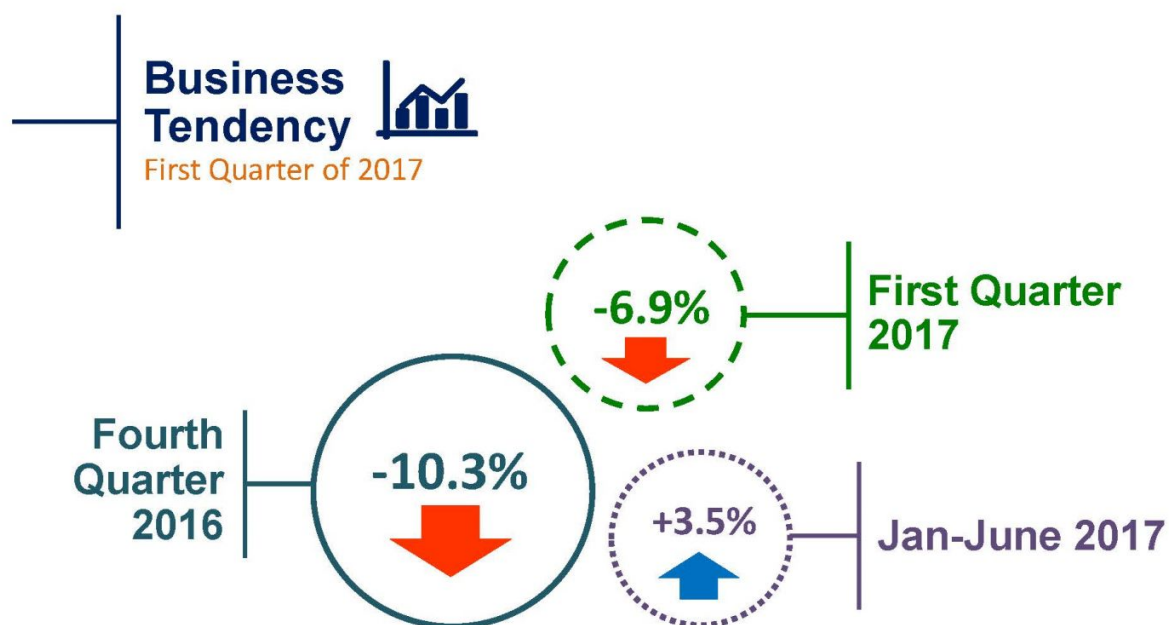 Business
Tendency
First Quarter of 2017
-6.9%
First Quarter
2017
Fourth
Quarter
2016
-10.3%
+3.5%
Jan-June 2017